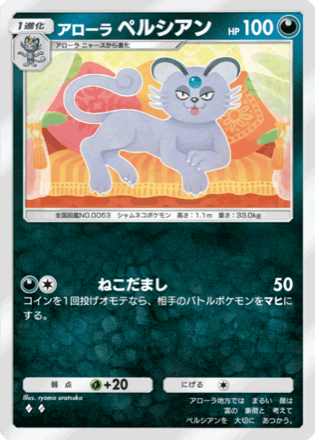 1進化
アローラ ペルシアン HP 100
アローラ ニャースから進化
全国図鑑NO.0053 シャムネコポケモン 高さ:1.1m 重さ:33.0kg
ねこだまし 50
コインを1回投げオモテなら、相手のバトルポケモンをマヒに
する。
弱点 +20 にげる
Illus. ryoma uratsuka
アローラ地方では まるい 顔は
富の 象徴と 考えて
ペルシアンを 大切に あつかう。